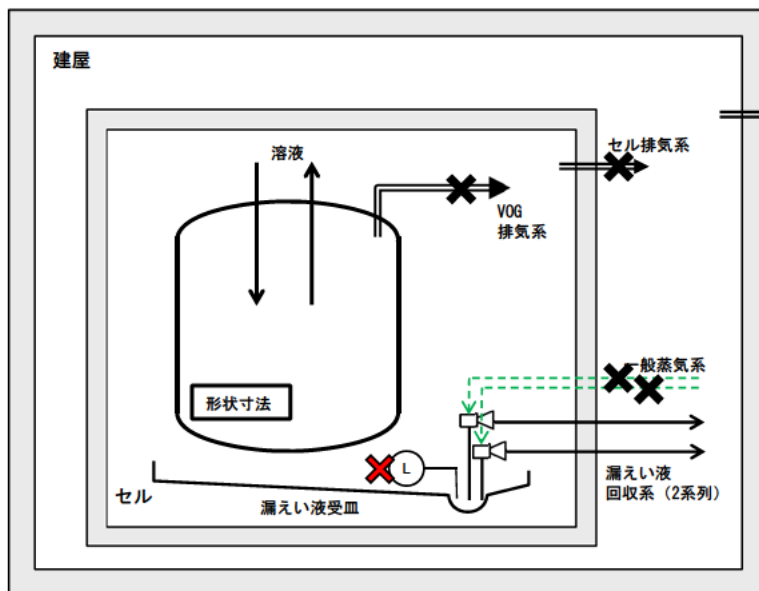 建屋
溶液
セル排気系
VOG
排気系
一般蒸気系
形状寸法
L
漏えい液
回収系（2系列）
セル
漏えい液受皿